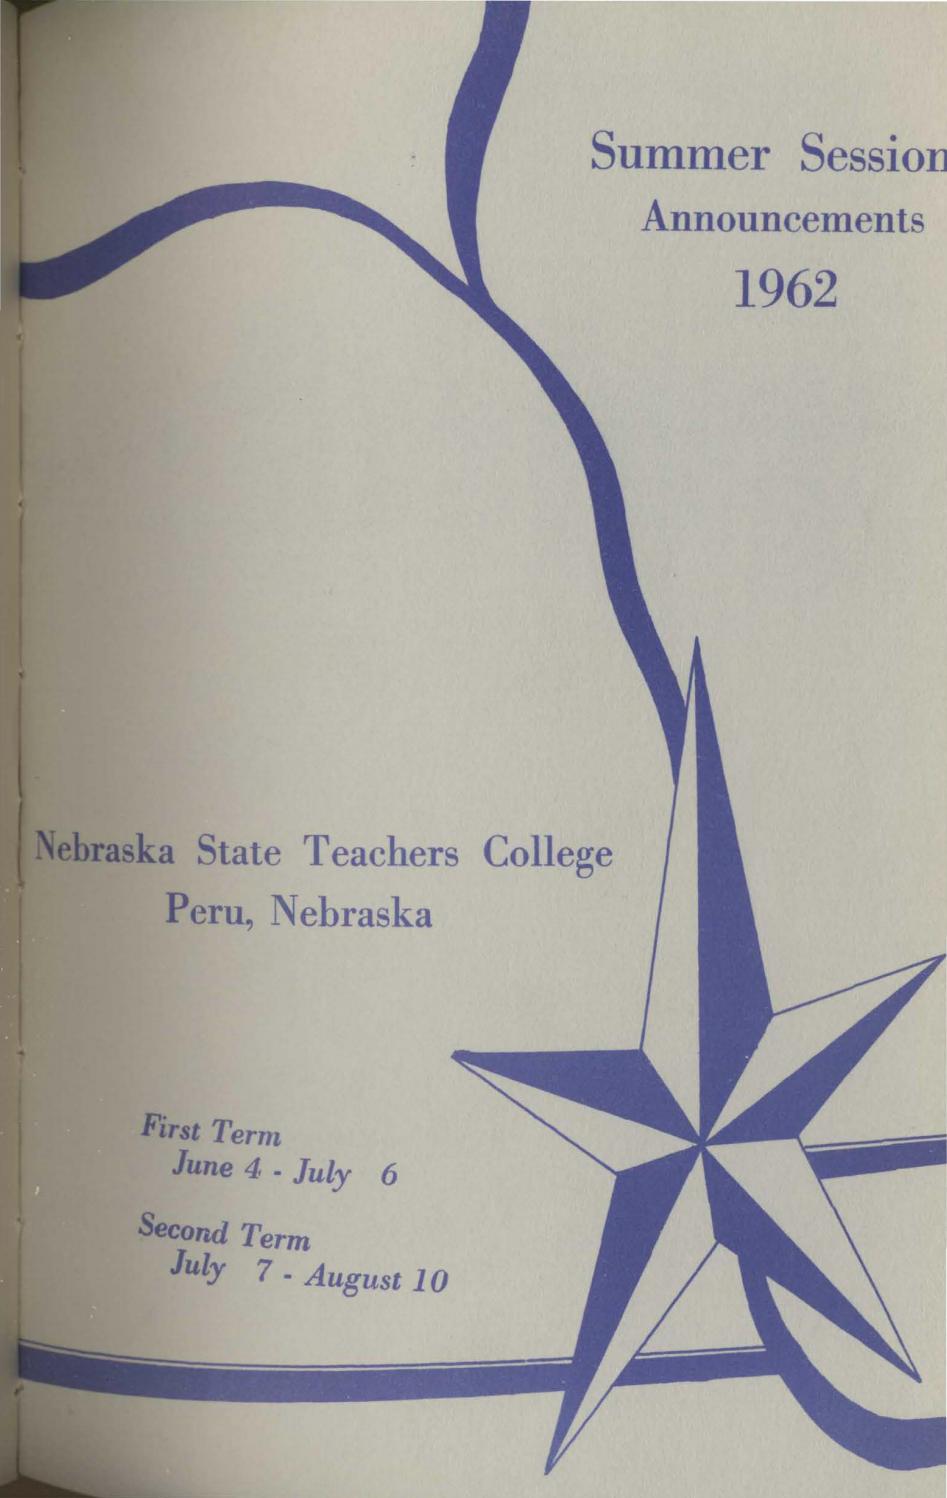 Summer Session
Announcements
1962
Nebraska State Teachers College
Peru, Nebraska
First Term
June 4 - July 6
Second Term
July 7 - August 10